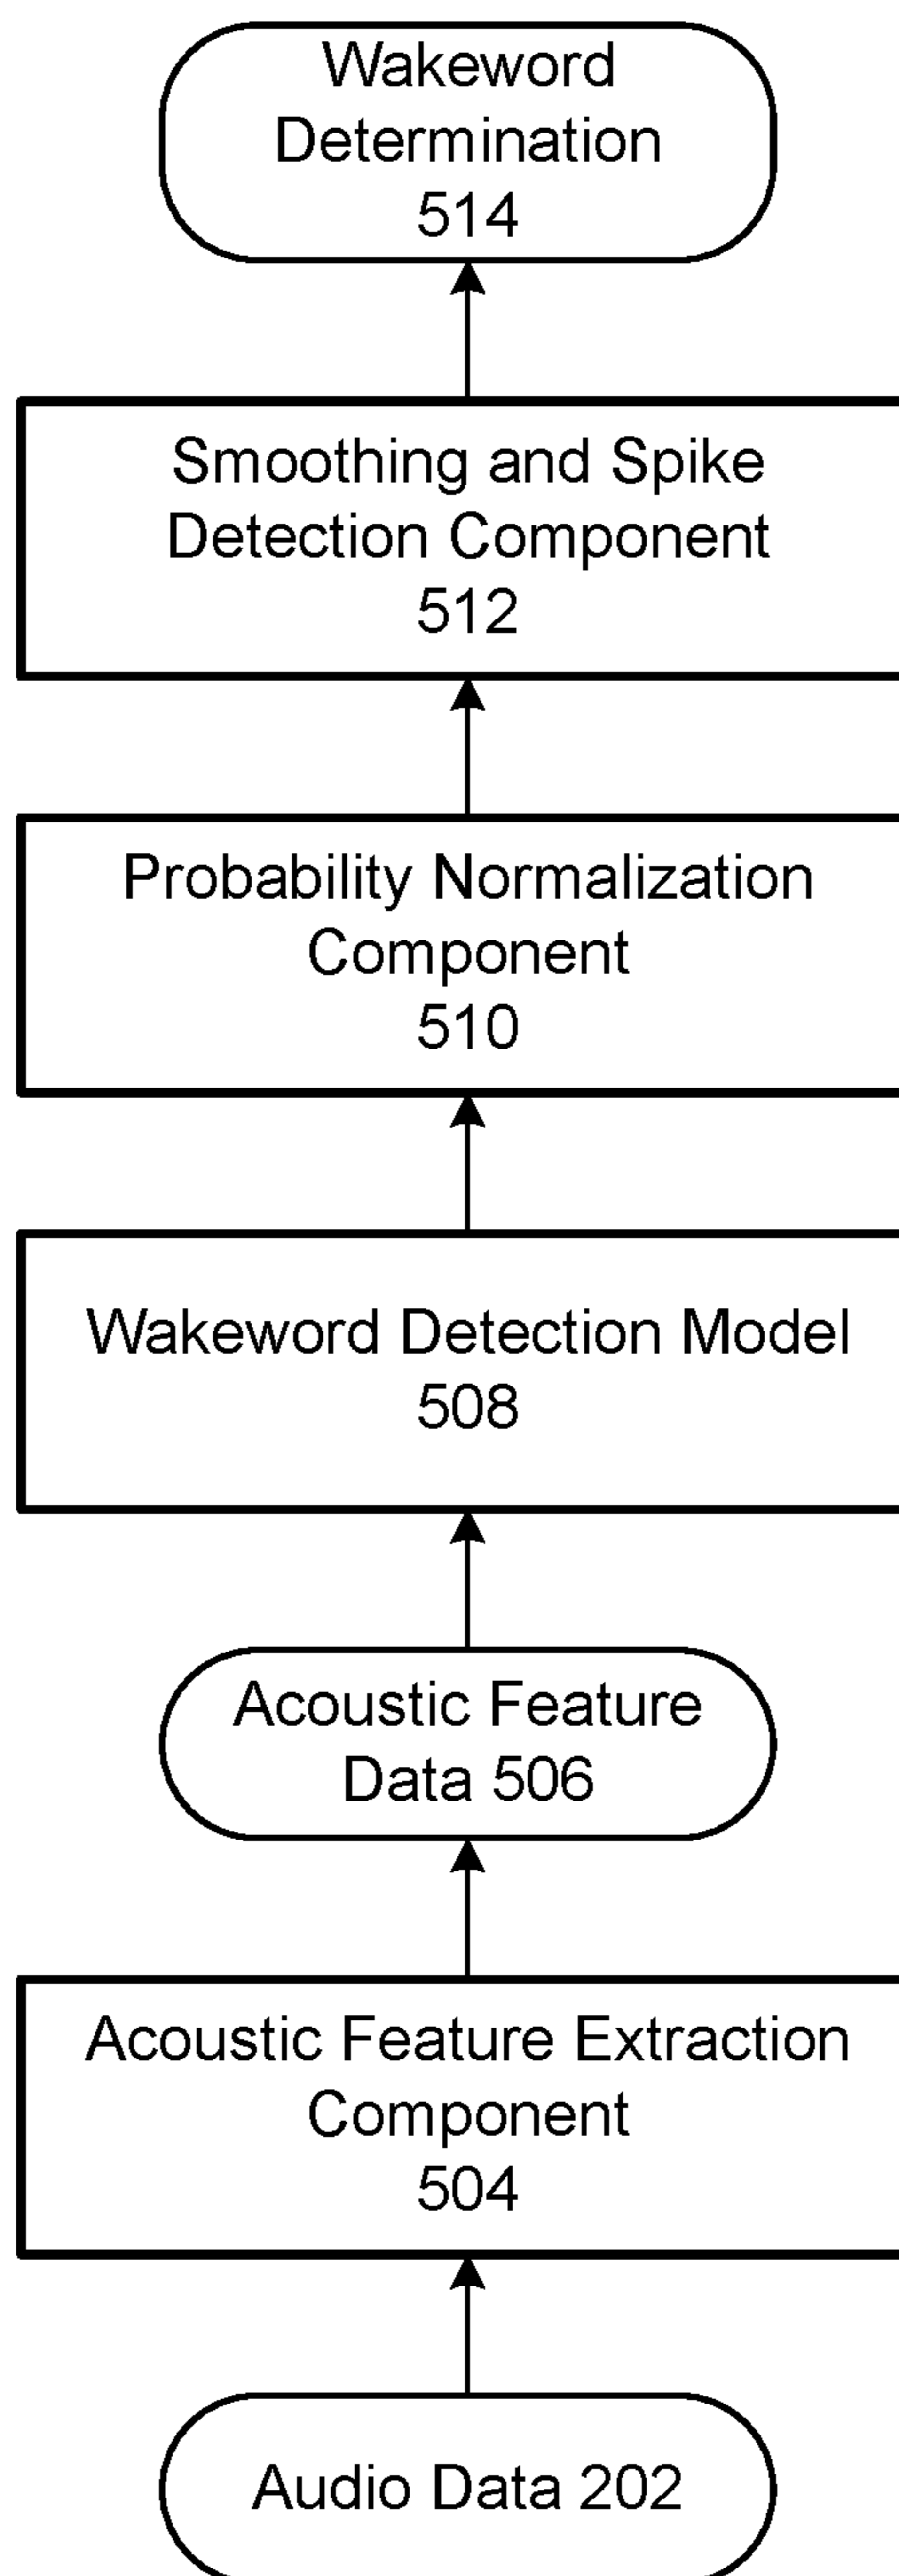 Wakeword
Determination
514
Smoothing and Spike
Detection Component
512
Probability Normalization
Component
510
Wakeword Detection Model
508
Acoustic Feature
Data 506
Acoustic Feature Extraction
Component
504
Audio Data 202